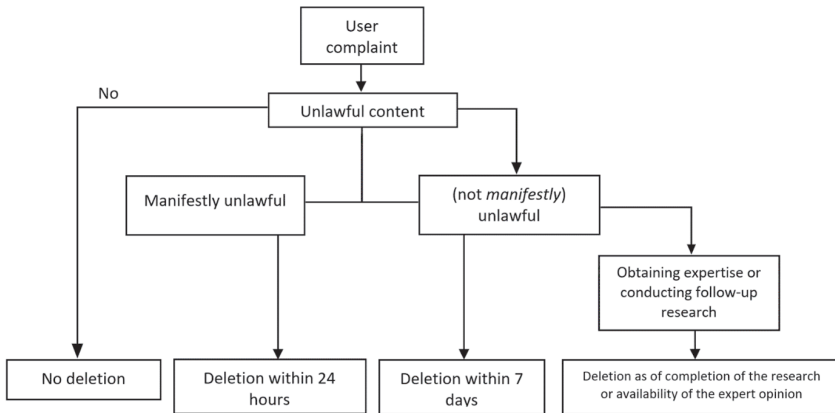 User
complaint
No
Unlawful content
Manifestly unlawful
(not manifestly)
unlawful
Obtaining expertise or
conducting follow-up
research
No deletion
Deletion within 24
hours
Deletion within 7
days
Deletion as of completion of the research
or availability of the expert opinion